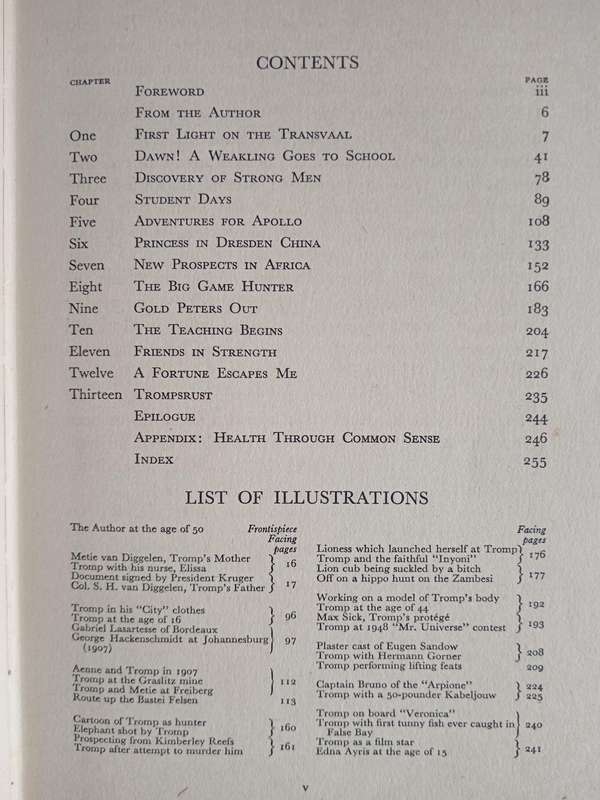 CONTENTS
CHAPTER PAGE
FOREWORD iii
FROM THE AUTHOR 6
One FIRST LIGHT ON THE TRANSVAAL 7
Two DAWN! A WEAKLING GOES TO SCHOOL 41
Three DISCOVERY OF STRONG MEN 78
Four STUDENT DAYS 89
Five ADVENTURES FOR APOLLO 108
Six PRINCESS IN DRESDEN CHINA 133
Seven NEW PROSPECTS IN AFRICA 152
Eight THE BIG GAME HUNTER 166
Nine GOLD PETERS OUT 183
Ten THE TEACHING BEGINS 204
Eleven FRIENDS IN STRENGTH 217
Twelve A FORTUNE ESCAPES ME 226
Thirteen TROMPSRUST 235
EPILOGUE 244
APPENDIX: HEALTH THROUGH COMMON SENSE 246
INDEX 255
LIST OF ILLUSTRATIONS
The Author at the age of 50 Frontispiece
Facing
pages
Metie van Diggelen, Tromp's Mother
Tromp with his nurse, Elissa } 16
Document signed by President Kruger
Col. S. H. van Diggelen, Tromp's Father } 17
Tromp in his "City" clothes
Tromp at the age of 16 } 96
Gabriel Lasartesse of Bordeaux
George Hackenschmidt at Johannesburg } 97
(1907)
Aenne and Tromp in 1907
Tromp at the Graslitz mine } 112
Tromp and Metie at Freiberg
Route up the Bastei Felsen 113
Cartoon of Tromp as hunter
Elephant shot by Tromp } 160
Prospecting from Kimberley Reefs
Tromp after attempt to murder him } 161
Facing
pages
Lioness which launched herself at Tromp
Tromp and the faithful "Inyoni" } 176
Lion cub being suckled by a bitch
Off on a hippo hunt on the Zambesi } 177
Working on a model of Tromp's body
Tromp at the age of 44 } 192
Max Sick, Tromp's protégé
Tromp at 1948 "Mr. Universe" contest } 193
Plaster cast of Eugen Sandow
Tromp with Hermann Gorner } 208
Tromp performing lifting feats 209
Captain Bruno of the "Arpione" } 224
Tromp with a 50-pounder Kabeljouw } 225
Tromp on board "Veronica"
Tromp with first tunny fish ever caught in } 240
False Bay
Tromp as a film star
Edna Ayris at the age of 15 } 241
v